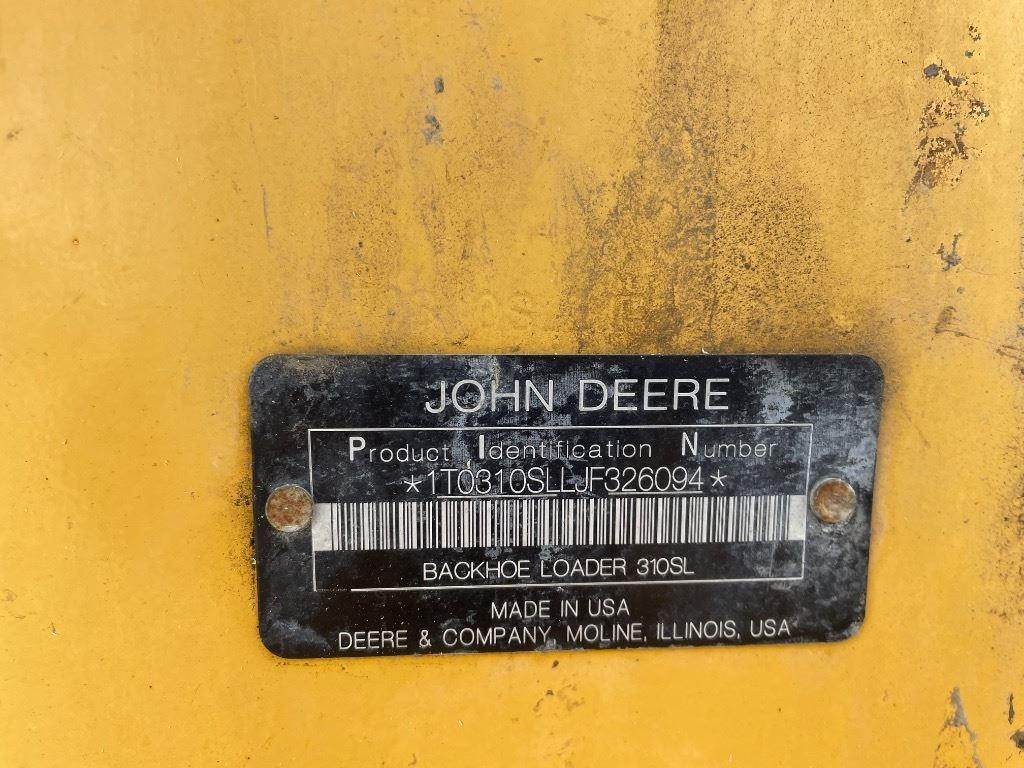 JOHN DEERE
Product Identification Number
*1T0310SLLJF326094*
BACKHOE LOADER 310SL
MADE IN USA
DEERE & COMPANY, MOLINE, ILLINOIS, USA